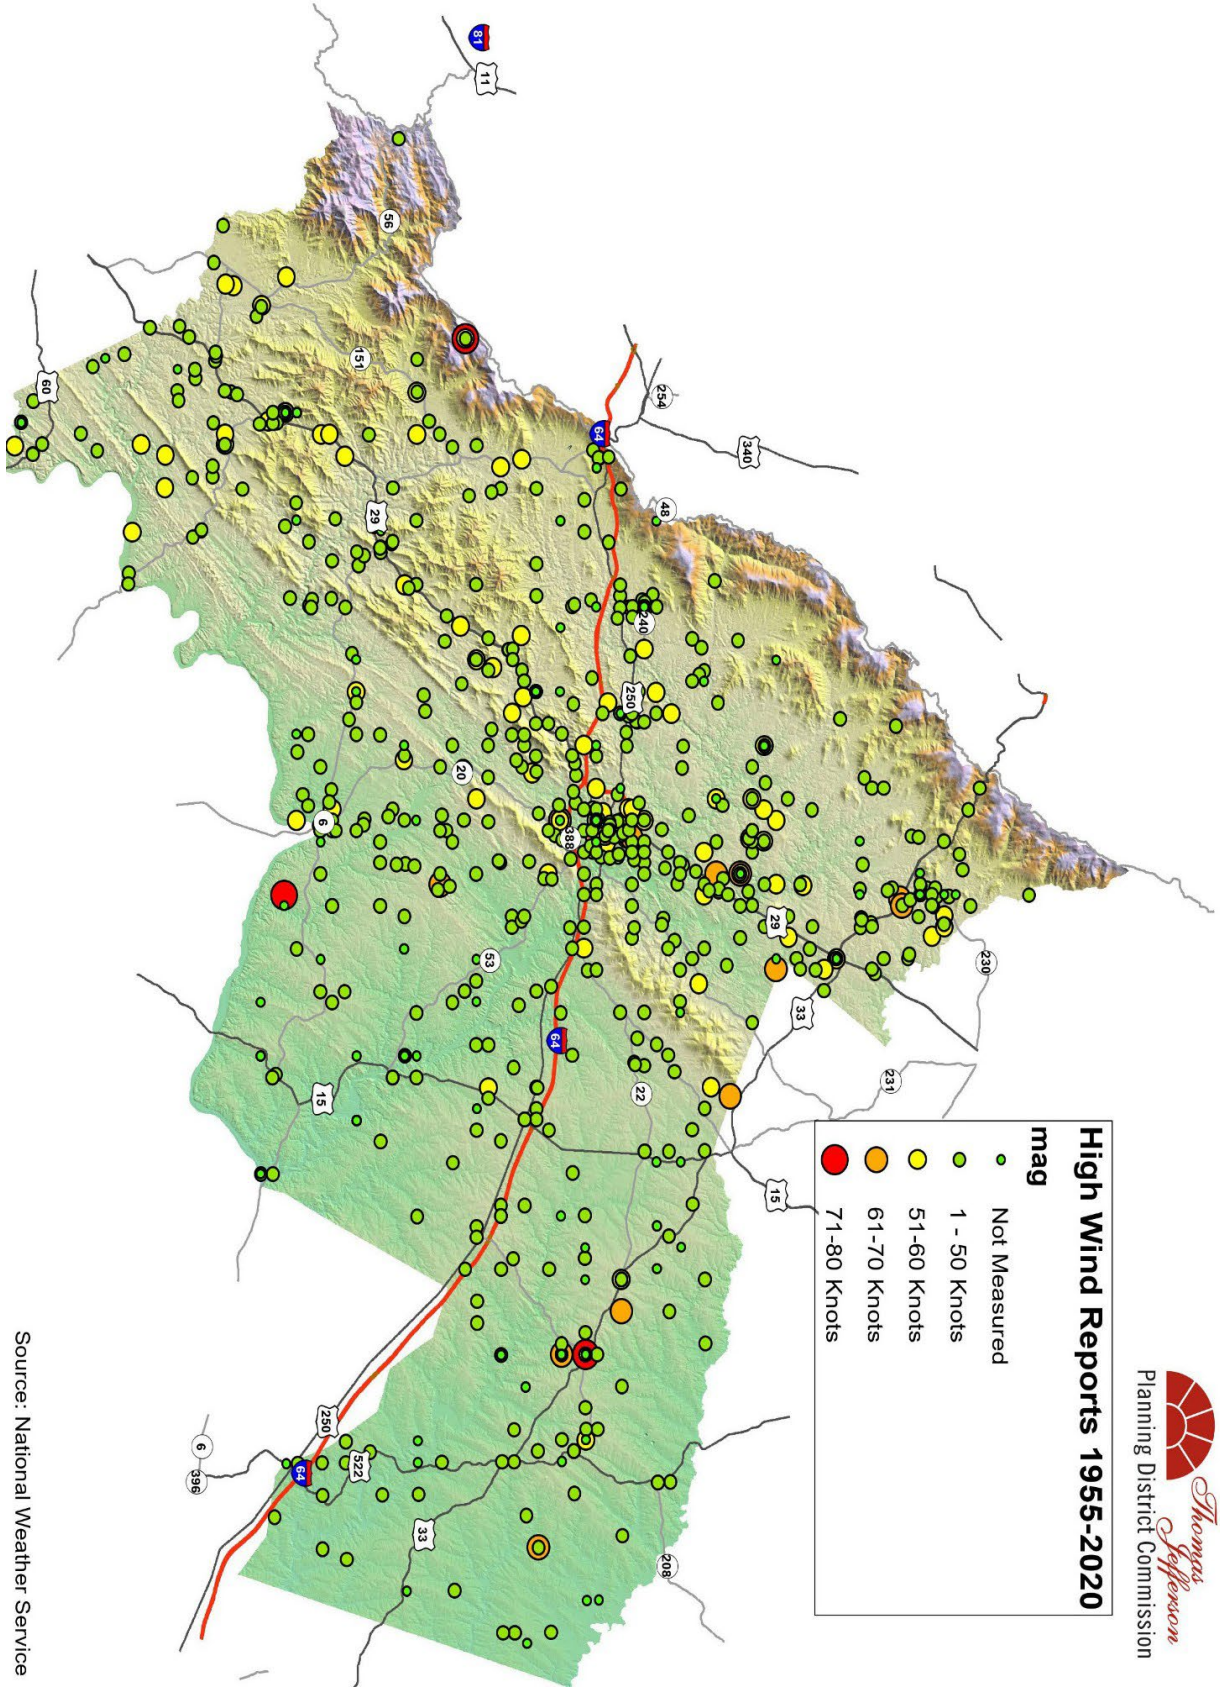 Thomas
Jefferson
Planning District Commission
High Wind Reports 1955-2020
mag
Not Measured
1 - 50 Knots
51-60 Knots
61-70 Knots
71-80 Knots
81
11
56
151
60
254
340
64
48
29
240
250
20
6
388
53
29
230
33
231
64
22
15
15
250
522
64
6
396
33
208
Source: National Weather Service